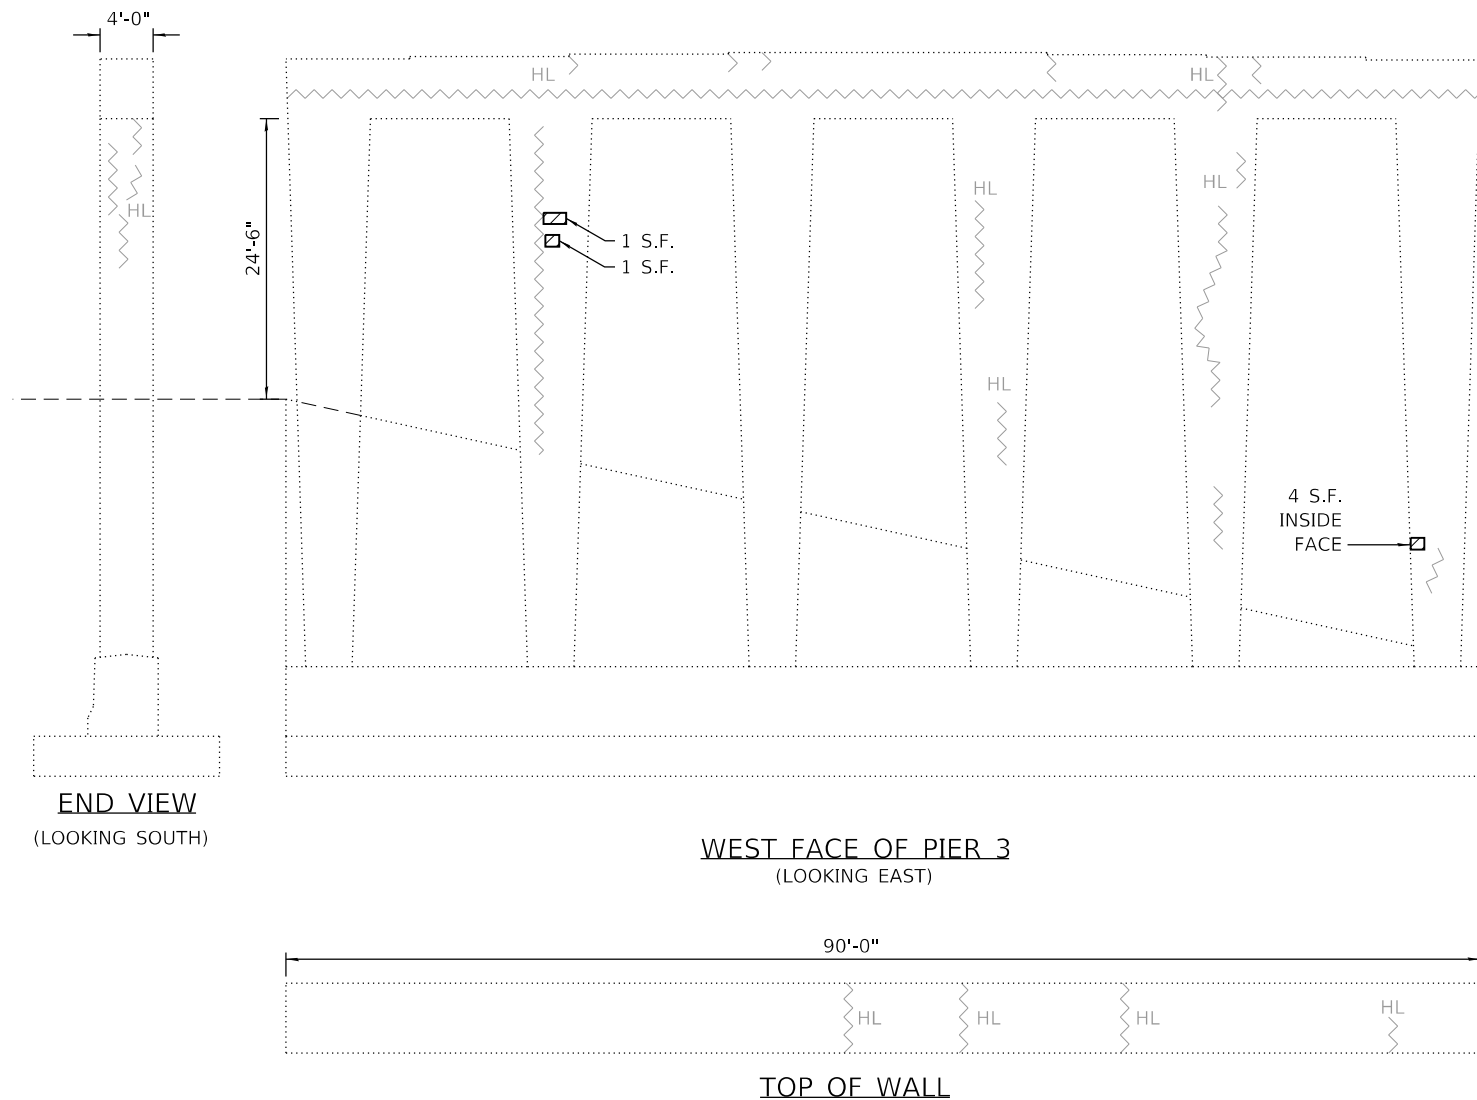 4'-0"
HL
HL
HL
HL
HL
24'-6"
1 S.F.
1 S.F.
HL
4 S.F.
INSIDE
FACE
END VIEW
(LOOKING SOUTH)
WEST FACE OF PIER 3
(LOOKING EAST)
90'-0"
HL
HL
HL
HL
TOP OF WALL